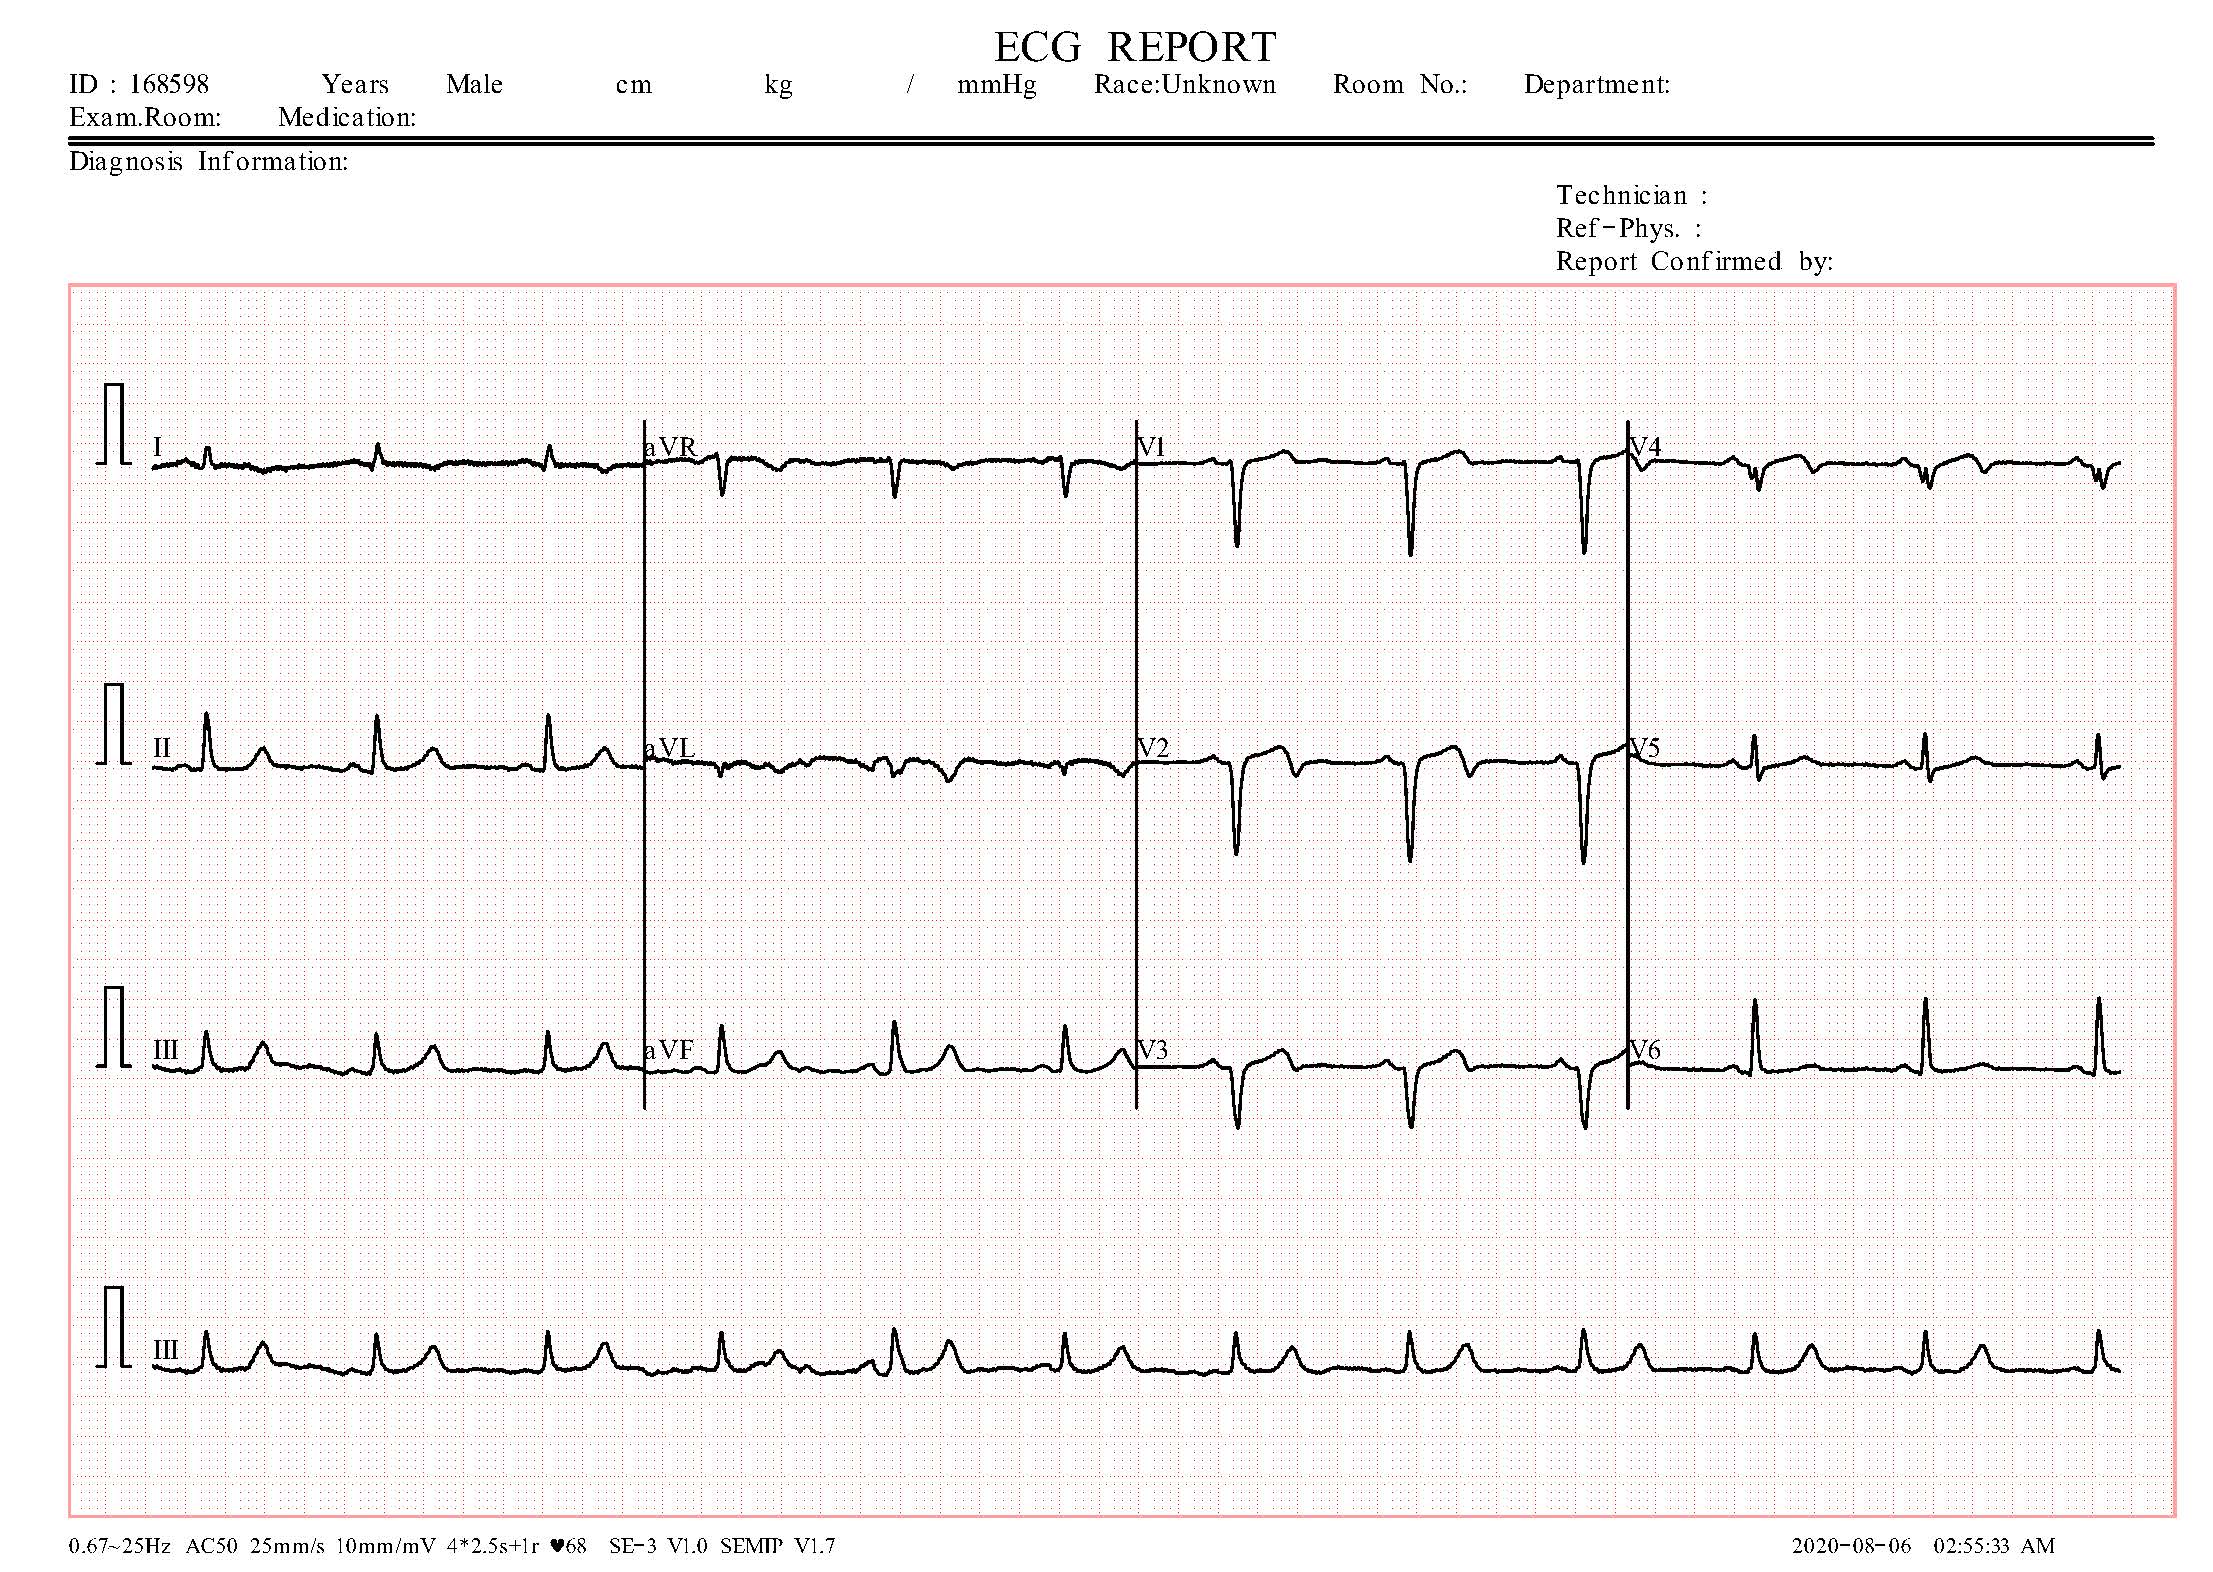 ECG REPORT
ID : 168598 Years Male cm kg / mmHg Race:Unknown Room No.: Department:
Exam.Room: Medication:
Diagnosis Information:
Technician :
Ref-Phys. :
Report Confirmed by:
I aVR V1 V4
II aVL V2 V5
III aVF V3 V6
III
0.67~25Hz AC50 25mm/s 10mm/mV 4*2.5s+1r ♥68 SE-3 V1.0 SEMIP V1.7 2020-08-06 02:55:33 AM